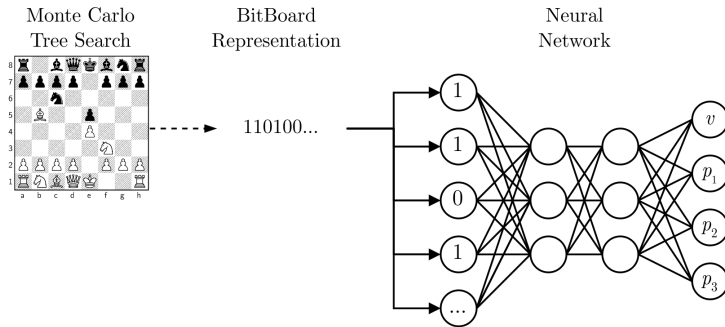 Monte Carlo
Tree Search
BitBoard
Representation
Neural
Network
8
7
6
5
4
3
2
1
a b c d e f g h
110100...
1
1
0
1
...
v
p1
p2
p3